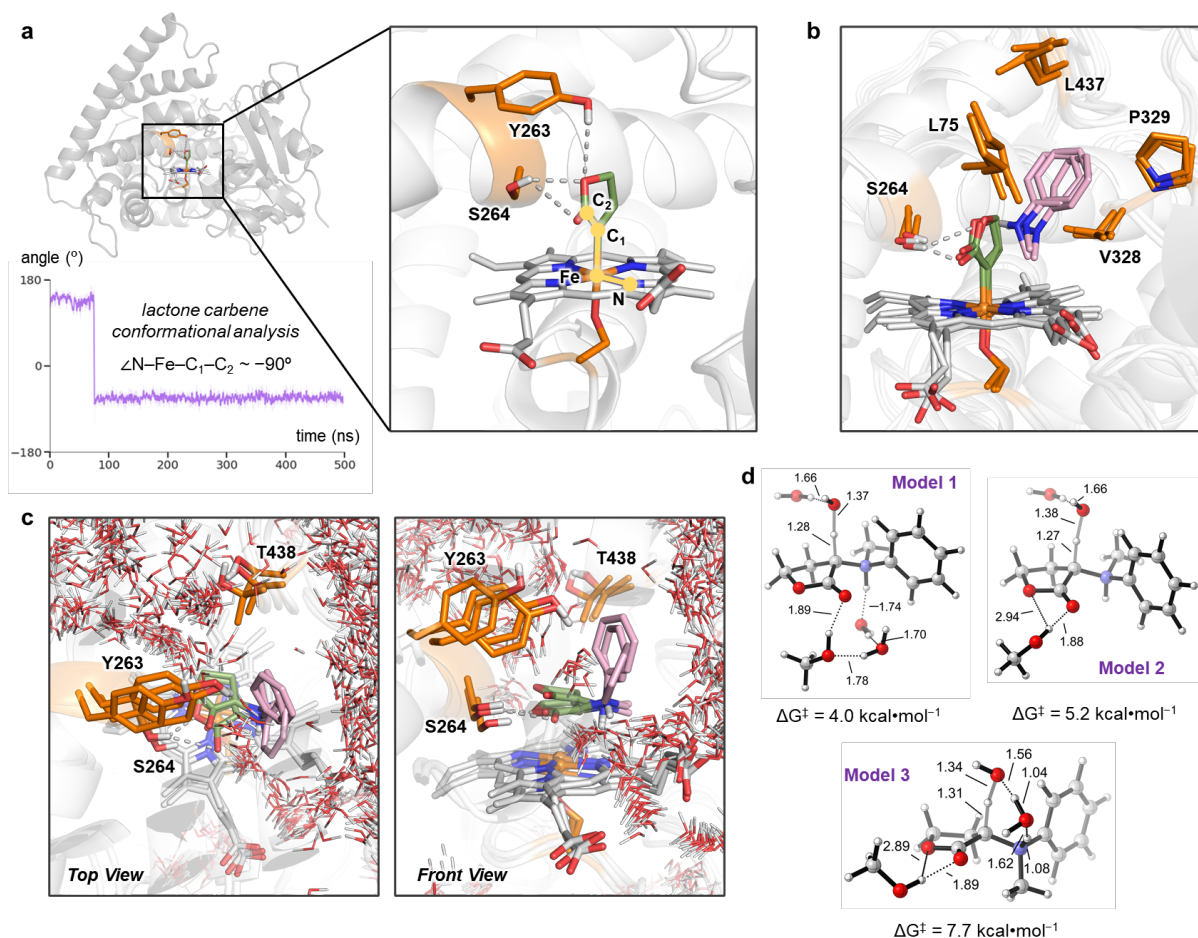 a
Y263
S264
C₂
C₁
Fe
N
angle (º)
180
0
−180
lactone carbene
conformational analysis
∠N–Fe–C₁–C₂ ~ −90º
time (ns)
0
100
200
300
400
500
b
L437
L75
P329
S264
V328
c
T438
Y263
S264
Top View
Y263
T438
S264
Front View
d
Model 1
1.66
1.37
1.28
1.89
1.74
1.70
1.78
ΔG‡ = 4.0 kcal•mol⁻¹
1.66
1.38
1.27
2.94
1.88
Model 2
ΔG‡ = 5.2 kcal•mol⁻¹
Model 3
1.34
1.56
1.04
1.31
2.89
1.62
1.08
1.89
ΔG‡ = 7.7 kcal•mol⁻¹